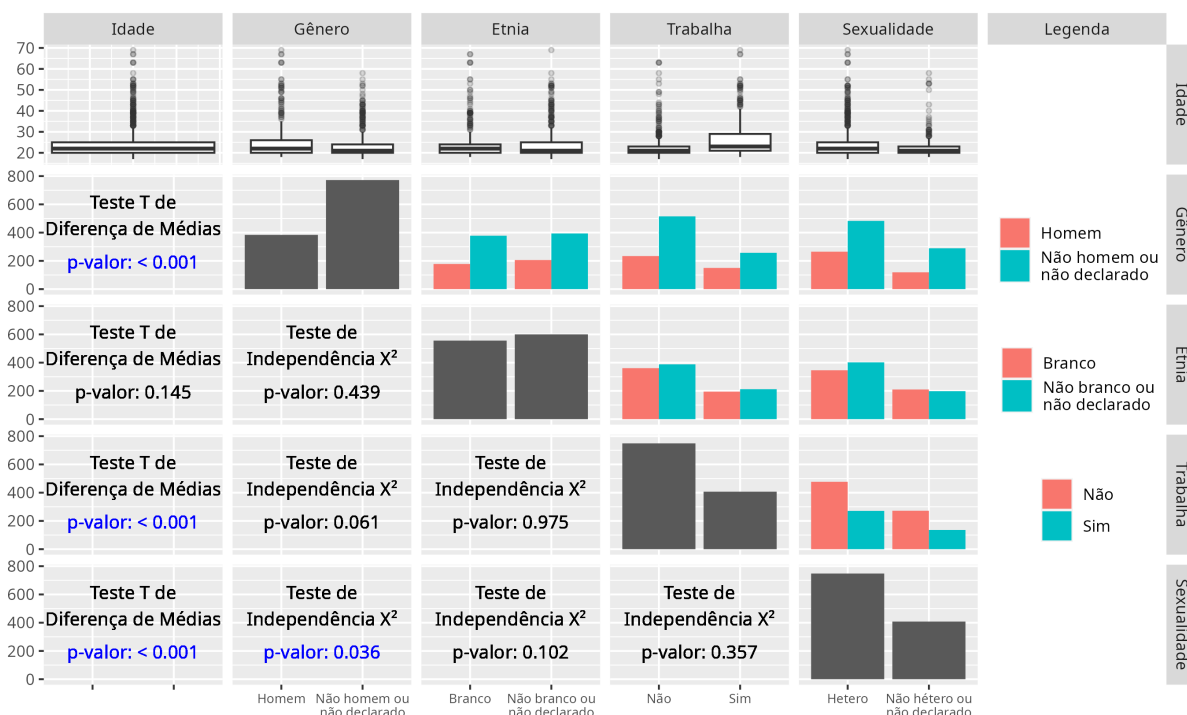 Idade
Gênero
Etnia
Trabalha
Sexualidade
Legenda
70
60
50
40
30
20
Idade
800
600
400
200
0
Teste T de
Diferença de Médias
p-valor: < 0.001
Homem
Não homem ou
não declarado
Gênero
800
600
400
200
0
Teste T de
Diferença de Médias
p-valor: 0.145
Teste de
Independência X²
p-valor: 0.439
Branco
Não branco ou
não declarado
Etnia
800
600
400
200
0
Teste T de
Diferença de Médias
p-valor: < 0.001
Teste de
Independência X²
p-valor: 0.061
Teste de
Independência X²
p-valor: 0.975
Não
Sim
Trabalha
800
600
400
200
0
Teste T de
Diferença de Médias
p-valor: < 0.001
Teste de
Independência X²
p-valor: 0.036
Teste de
Independência X²
p-valor: 0.102
Teste de
Independência X²
p-valor: 0.357
Sexualidade
Homem
Não homem ou
não declarado
Branco
Não branco ou
não declarado
Não
Sim
Hetero
Não hétero ou
não declarado